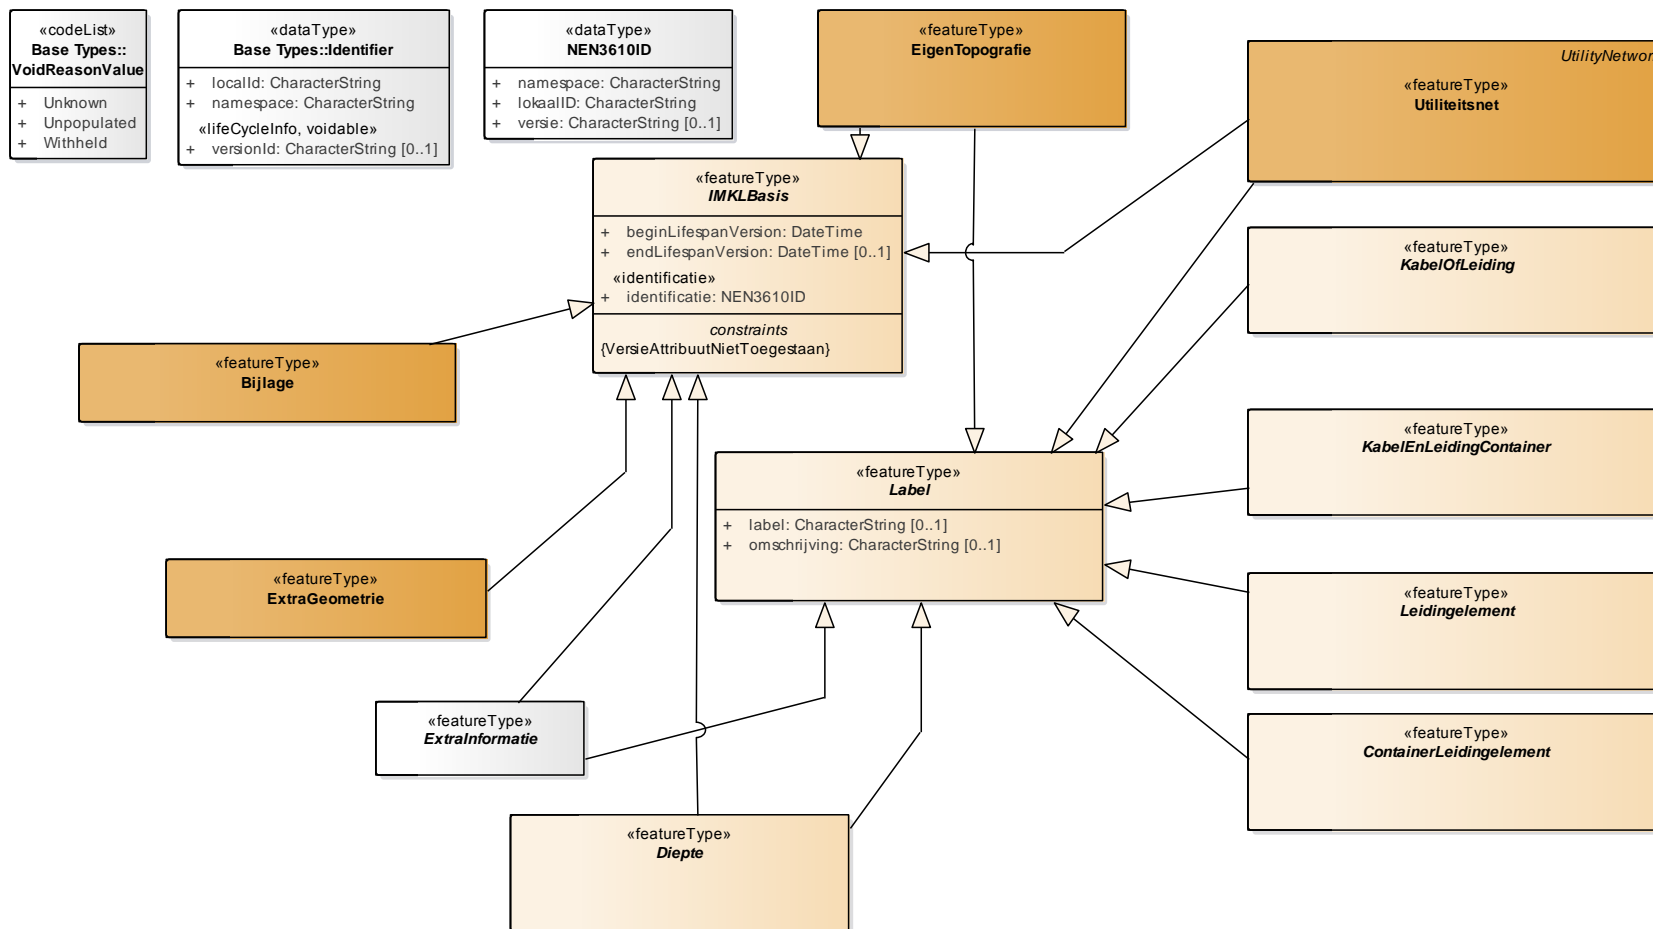 «codeList»
Base Types::
VoidReasonValue
+ Unknown
+ Unpopulated
+ Withheld
«dataType»
Base Types::Identifier
+ localId: CharacterString
+ namespace: CharacterString
«lifeCycleInfo, voidable»
+ versionId: CharacterString [0..1]
«dataType»
NEN3610ID
+ namespace: CharacterString
+ lokaalID: CharacterString
+ versie: CharacterString [0..1]
«featureType»
EigenTopografie
UtilityNetwor
«featureType»
Utiliteitsnet
«featureType»
IMKLBasis
+ beginLifespanVersion: DateTime
+ endLifespanVersion: DateTime [0..1]
«identificatie»
+ identificatie: NEN3610ID
constraints
{VersieAttribuutNietToegestaan}
«featureType»
KabelOfLeiding
«featureType»
Bijlage
«featureType»
KabelEnLeidingContainer
«featureType»
Label
+ label: CharacterString [0..1]
+ omschrijving: CharacterString [0..1]
«featureType»
ExtraGeometrie
«featureType»
Leidingelement
«featureType»
ExtraInformatie
«featureType»
ContainerLeidingelement
«featureType»
Diepte